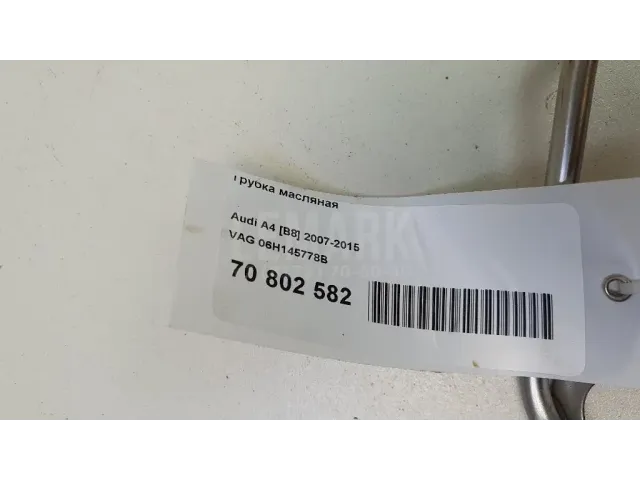 Трубка масляная
Audi A4 [B8] 2007-2015
VAG 06H145778B
70 802 582